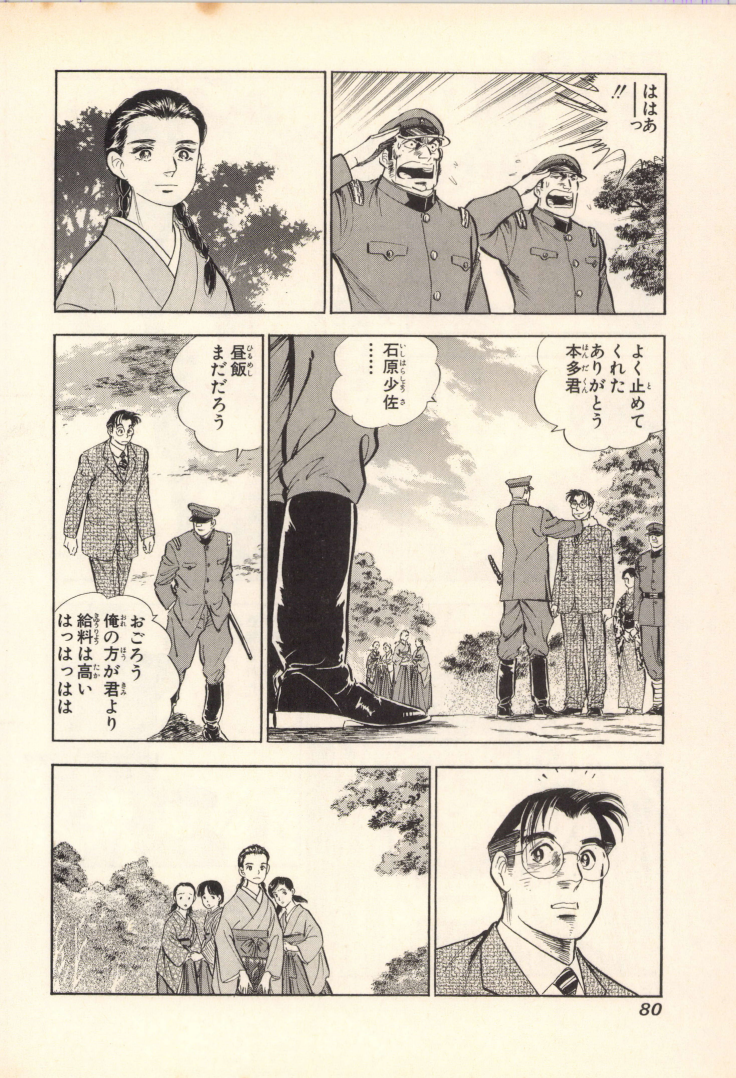 ははあ
──っ
!!
よく止めて
くれた
ありがとう
本多君
石原少佐
……
昼飯
まだだろう
おごろう
俺の方が君より
給料は高い
はっはっはは
80